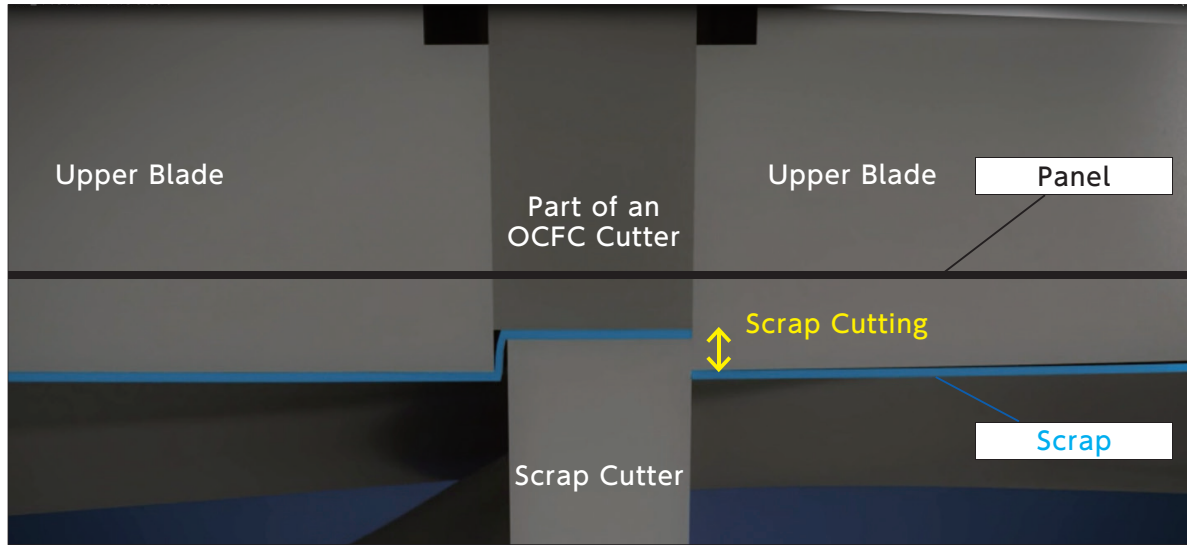 Upper Blade
Part of an
OCFC Cutter
Upper Blade
Panel
Scrap Cutting
Scrap
Scrap Cutter